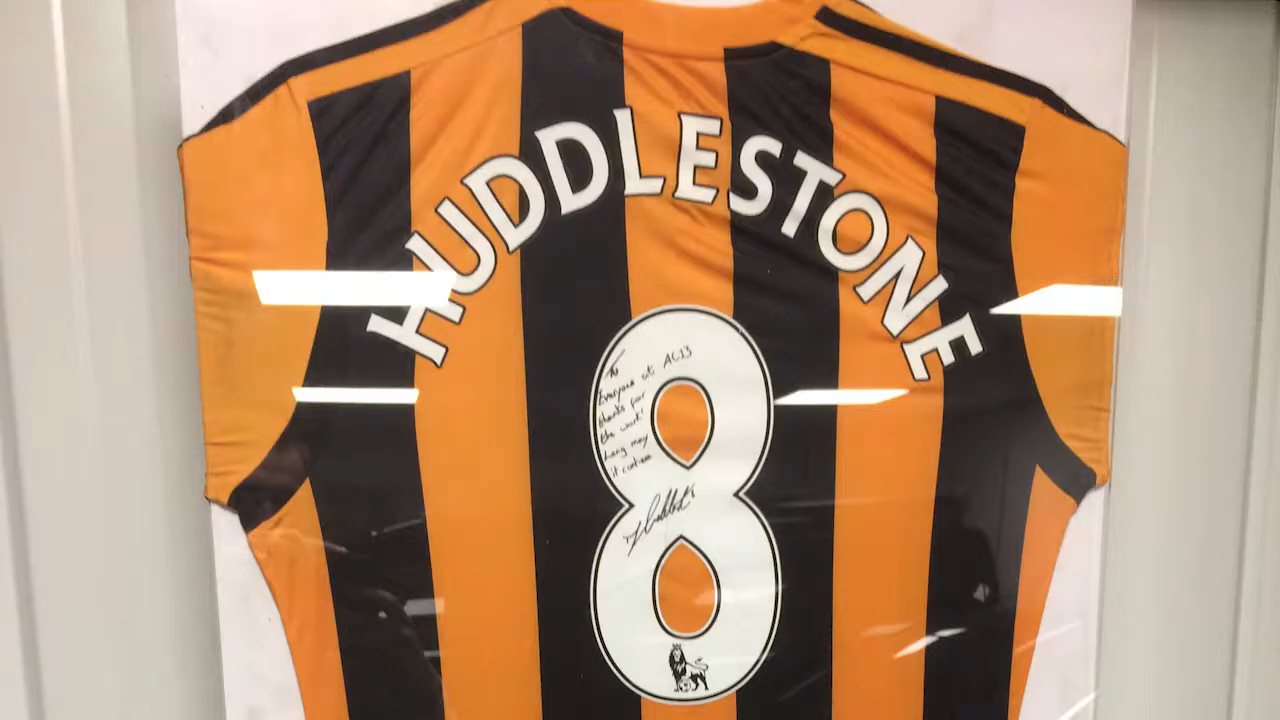 HUDDLESTONE
8
To
Everyone at AC13
thanks for
the work!
Long may
it continue